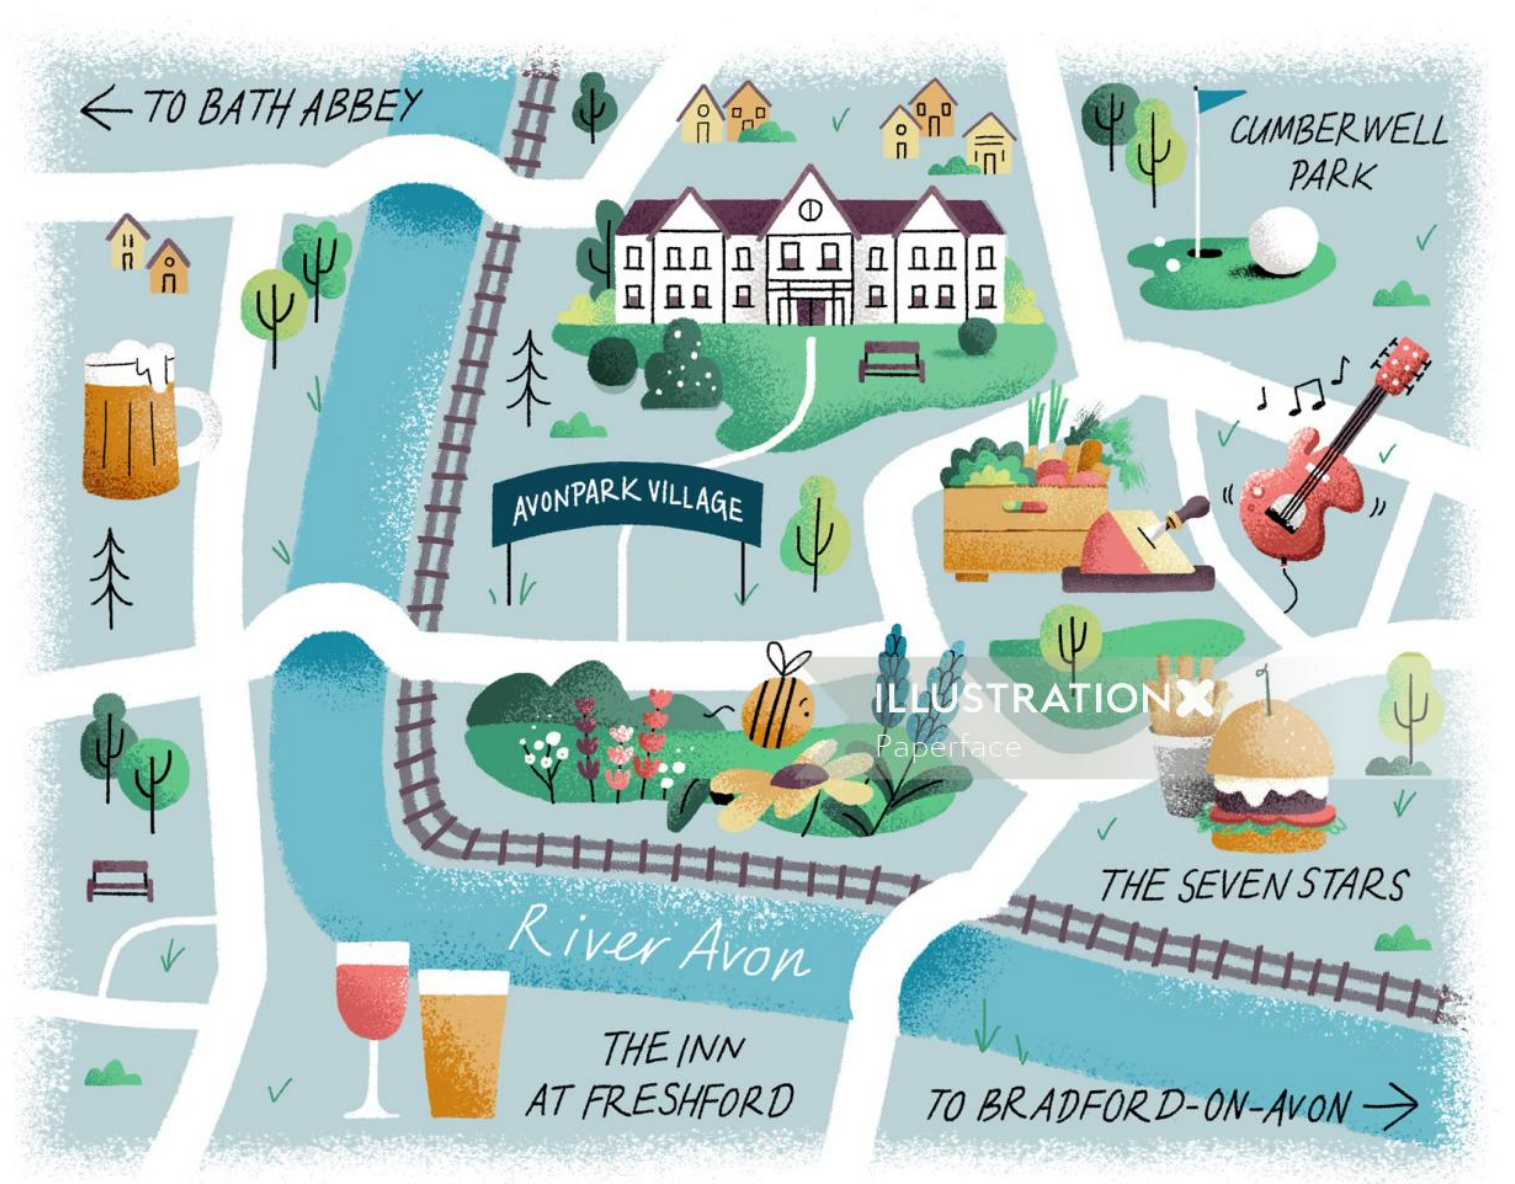 ← TO BATH ABBEY
CUMBERWELL
PARK
AVONPARK VILLAGE
ILLUSTRATIONX
Paperface
THE SEVEN STARS
River Avon
THE INN
AT FRESHFORD
TO BRADFORD-ON-AVON →